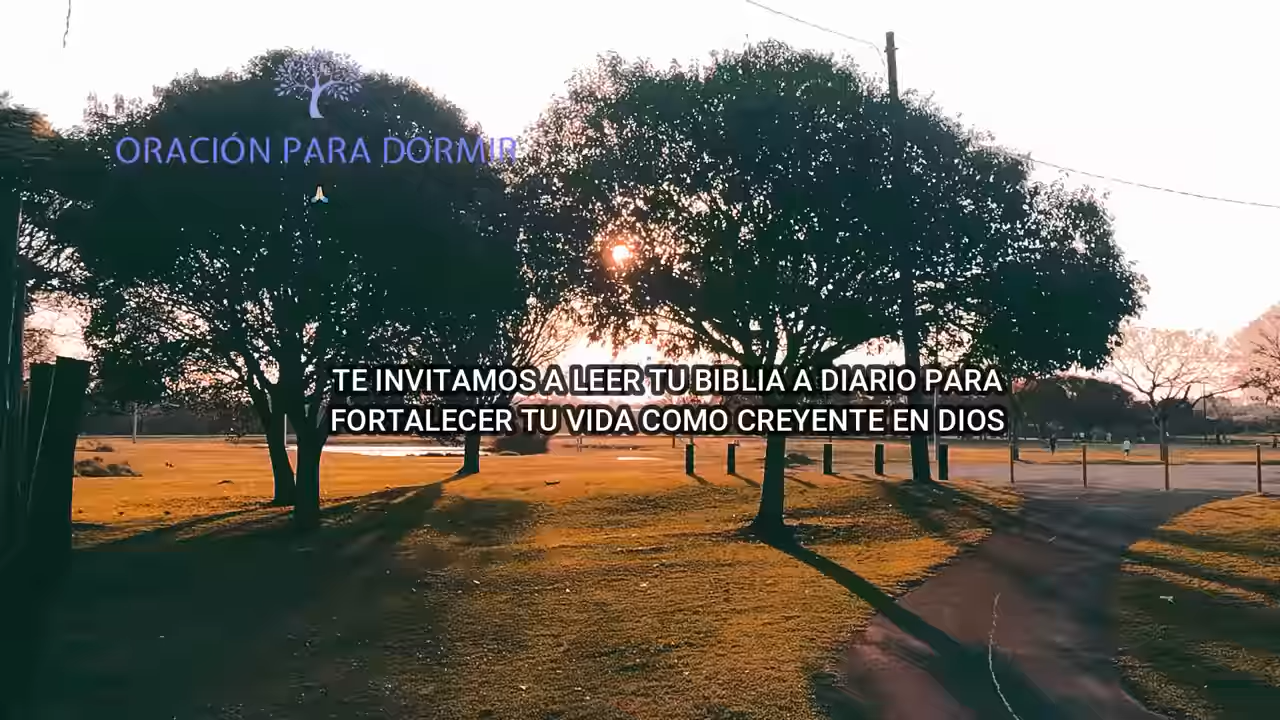 ORACIÓN PARA DORMIR
🙏🏻
TE INVITAMOS A LEER TU BIBLIA A DIARIO PARA
FORTALECER TU VIDA COMO CREYENTE EN DIOS